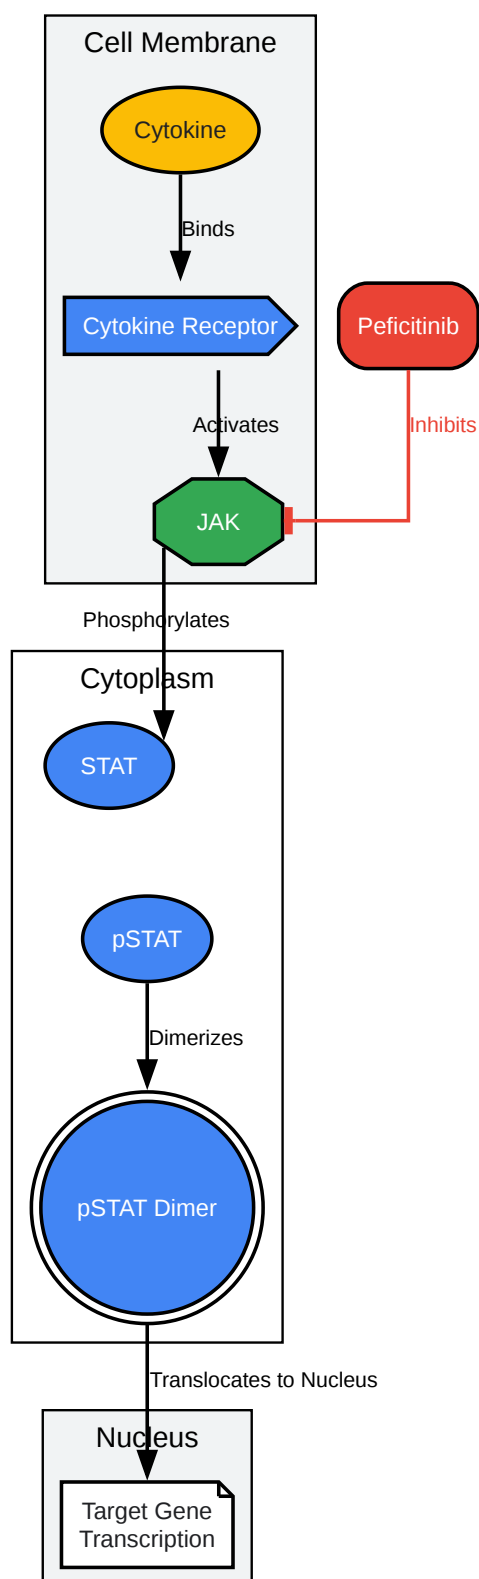 Cell Membrane
Cytokine
Binds
Cytokine Receptor
Peficitinib
Activates
Inhibits
JAK
Phosphorylates
Cytoplasm
STAT
pSTAT
Dimerizes
pSTAT Dimer
Translocates to Nucleus
Nucleus
Target Gene
Transcription